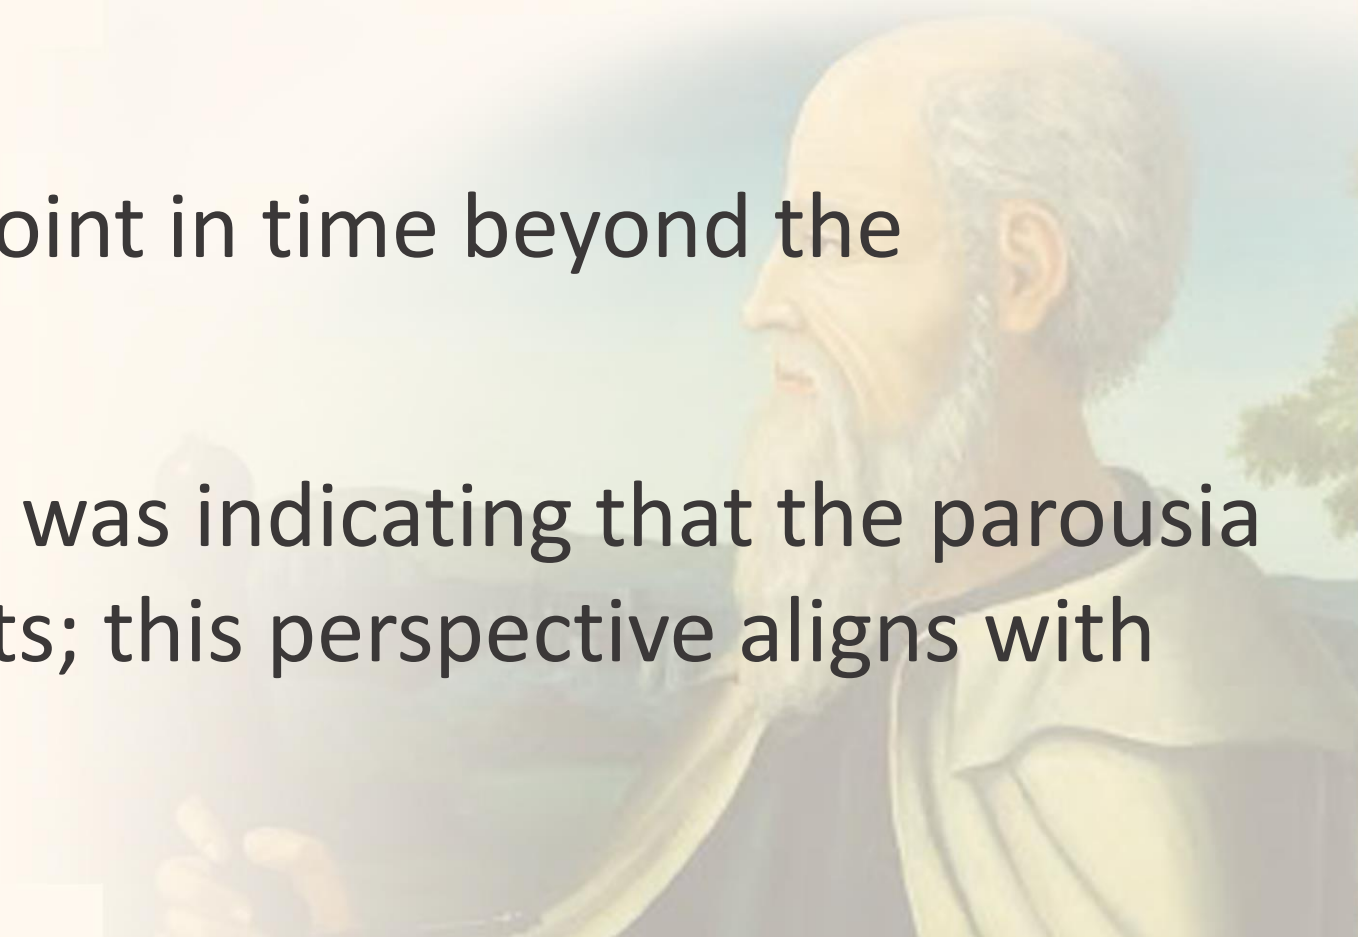 oint in time beyond the
was indicating that the parousia
ts; this perspective aligns with